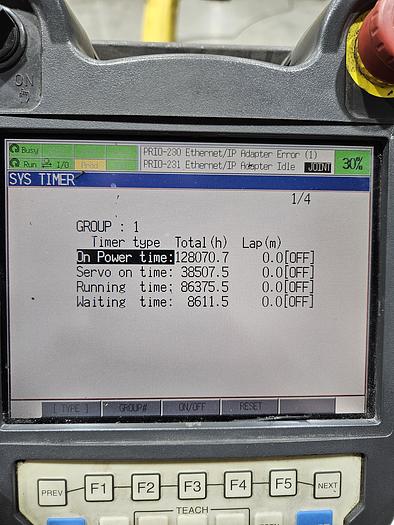 ON
Busy
PRIO-230 Ethernet/IP Adapter Error (1)
Run I/O Prod PRIO-231 Ethernet/IP Adapter Idle JOINT 30%
SYS TIMER
1/4
GROUP : 1
Timer type Total(h) Lap(m)
On Power time: 128070.7 0.0[OFF]
Servo on time: 38507.5 0.0[OFF]
Running time: 86375.5 0.0[OFF]
Waiting time: 8611.5 0.0[OFF]
[ TYPE ] GROUP# ON/OFF RESET
PREV F1 F2 F3 F4 F5 NEXT
TEACH